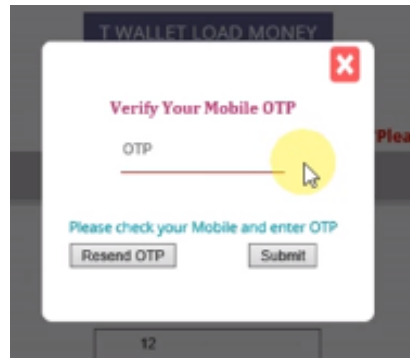 T WALLET LOAD MONEY
Verify Your Mobile OTP
Plea
OTP
Please check your Mobile and enter OTP
Resend OTP
Submit
12